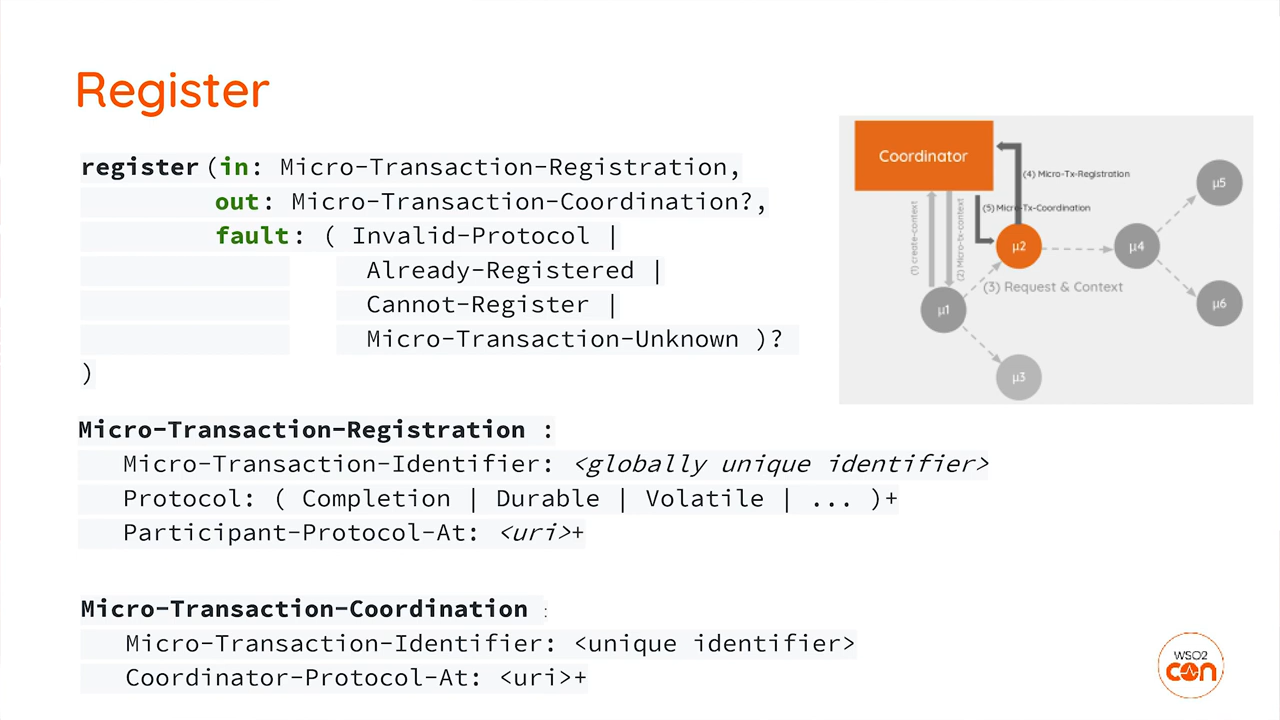 Register
register(in: Micro-Transaction-Registration,
out: Micro-Transaction-Coordination?,
fault: ( Invalid-Protocol |
Already-Registered |
Cannot-Register |
Micro-Transaction-Unknown )?
)
Micro-Transaction-Registration :
Micro-Transaction-Identifier: <globally unique identifier>
Protocol: ( Completion | Durable | Volatile | ... )+
Participant-Protocol-At: <uri>+
Micro-Transaction-Coordination :
Micro-Transaction-Identifier: <unique identifier>
Coordinator-Protocol-At: <uri>+
Coordinator
(4) Micro-Tx-Registration
(5) Micro-Tx-Coordination
(1) create-context
(2) Micro-tx-context
(3) Request & Context
μ1
μ2
μ3
μ4
μ5
μ6
WSO2
CON